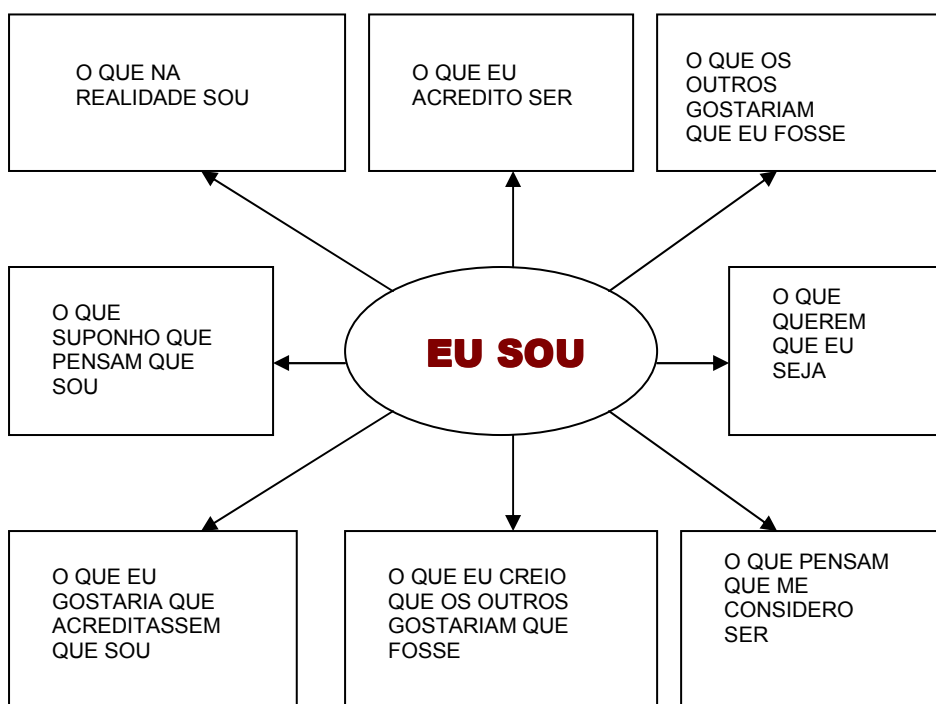 O QUE NA
REALIDADE SOU
O QUE EU
ACREDITO SER
O QUE OS
OUTROS
GOSTARIAM
QUE EU FOSSE
O QUE
SUPONHO QUE
PENSAM QUE
SOU
EU SOU
O QUE
QUEREM
QUE EU
SEJA
O QUE EU
GOSTARIA QUE
ACREDITASSEM
QUE SOU
O QUE EU CREIO
QUE OS OUTROS
GOSTARIAM QUE
FOSSE
O QUE PENSAM
QUE ME
CONSIDERO
SER